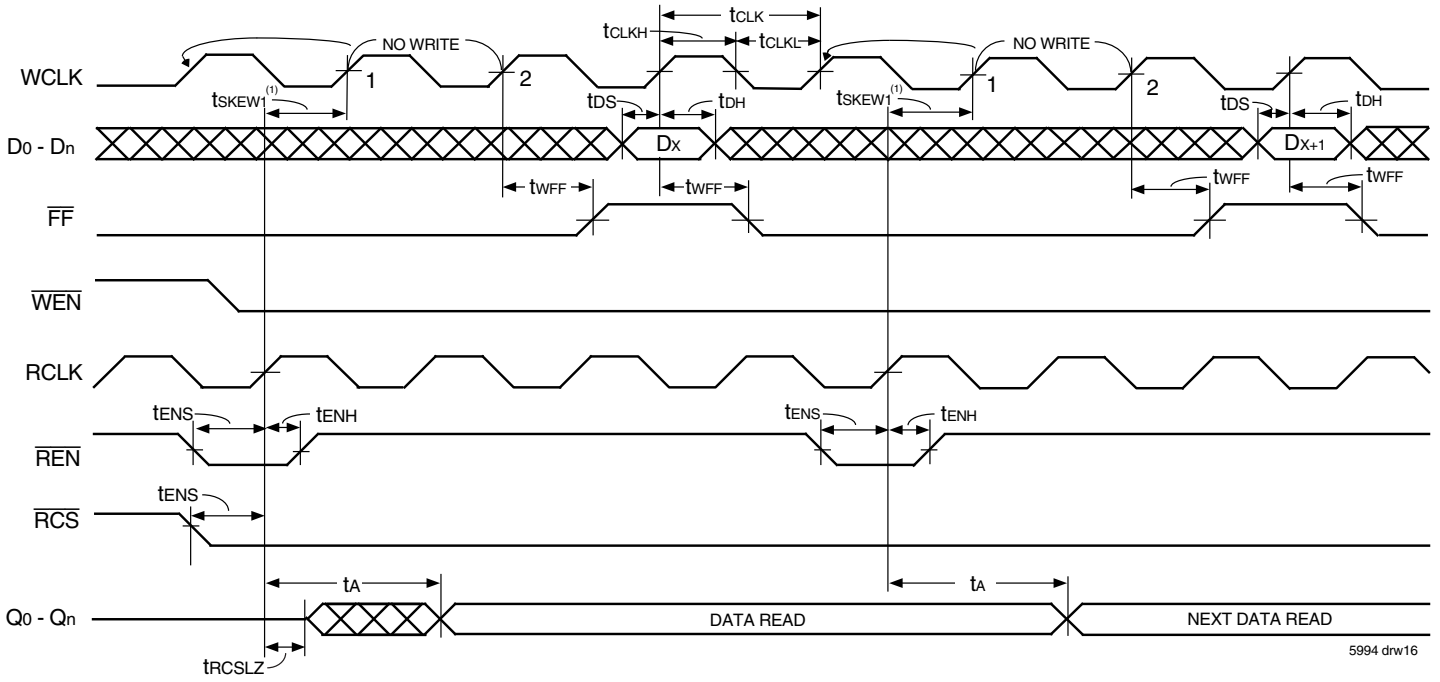 tCLK
tCLKH
tCLKL
NO WRITE
NO WRITE
WCLK
1
2
1
2
tSKEW1(1)
tDS
tDH
tSKEW1(1)
tDS
tDH
D0 - Dn
DX
DX+1
tWFF
tWFF
tWFF
tWFF
FF
WEN
RCLK
tENS
tENH
tENS
tENH
REN
tENS
RCS
tA
tA
Q0 - Qn
DATA READ
NEXT DATA READ
tRCSLZ
5994 drw16